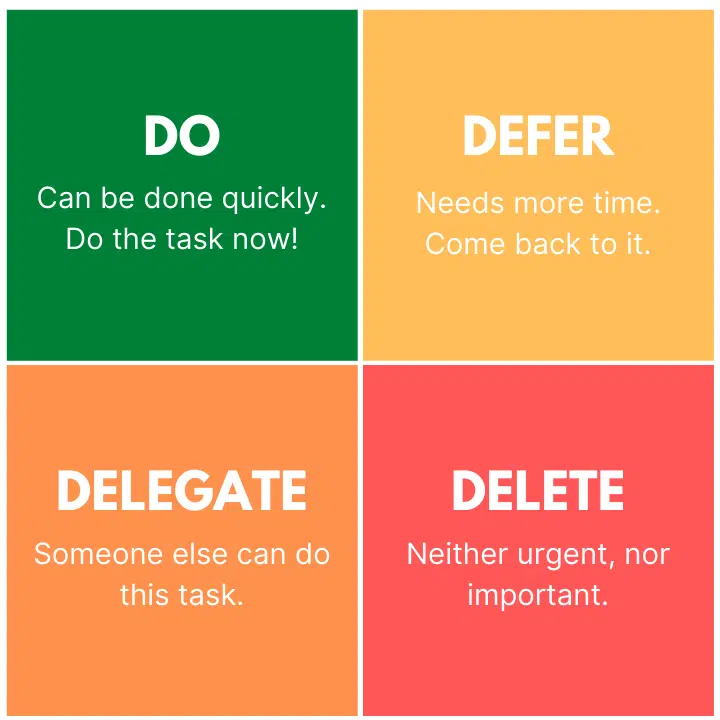 DO
Can be done quickly.
Do the task now!
DEFER
Needs more time.
Come back to it.
DELEGATE
Someone else can do
this task.
DELETE
Neither urgent, nor
important.